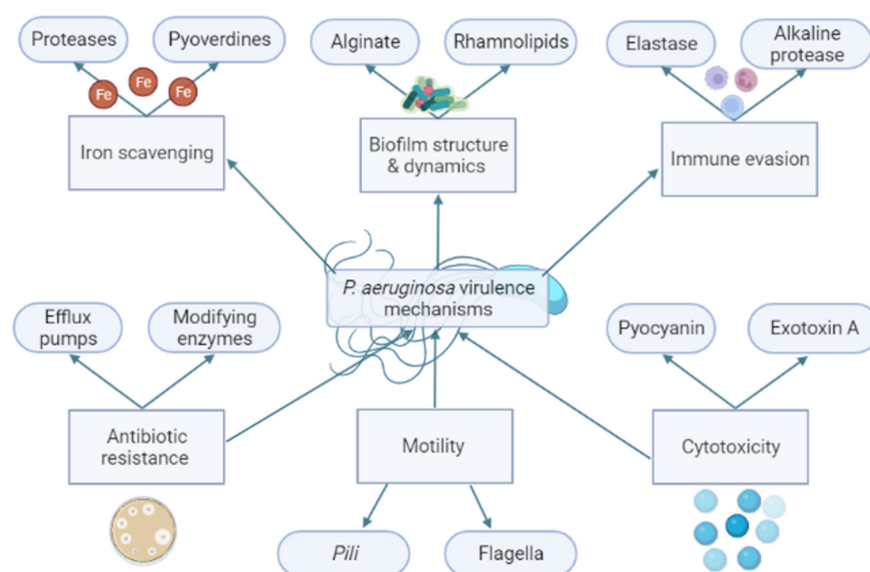 Proteases
Pyoverdines
Alginate
Rhamnolipids
Elastase
Alkaline
protease
Fe
Fe
Fe
Iron scavenging
Biofilm structure
& dynamics
Immune evasion
P. aeruginosa virulence
mechanisms
Efflux
pumps
Modifying
enzymes
Pyocyanin
Exotoxin A
Antibiotic
resistance
Motility
Cytotoxicity
Pili
Flagella